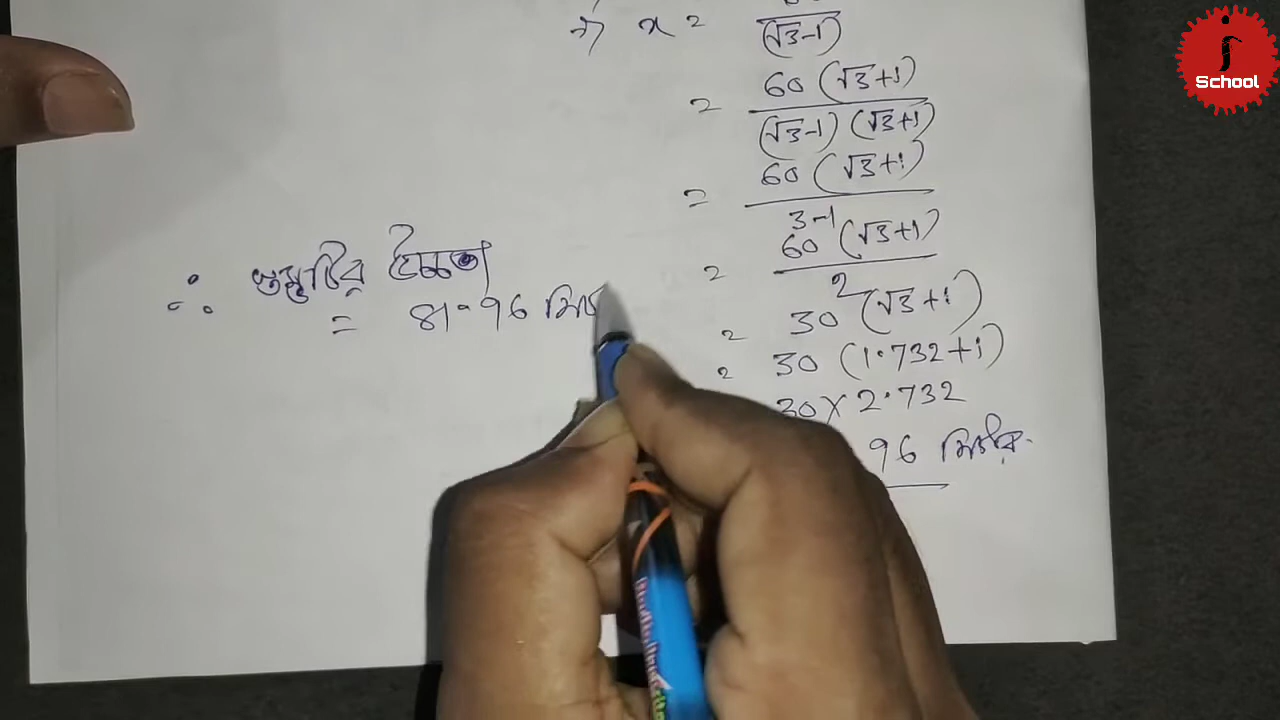 ⇒ x =
(√3-1)
= 60 (√3+1)
(√3-1) (√3+1)
= 60 (√3+1)
3-1
= 60 (√3+1)
2
= 30 (√3+1)
= 30 (1.732+1)
30 × 2.732
96 মিটার
∴ স্তম্ভটির উচ্চতা
= 81.96
ƒ
School